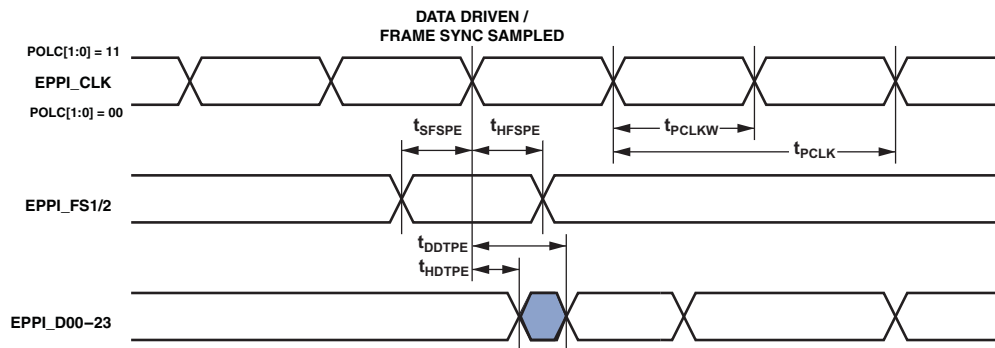 DATA DRIVEN /
FRAME SYNC SAMPLED
POLC[1:0] = 11
EPPI_CLK
POLC[1:0] = 00
tSFSPE
tHFSPE
tPCLKW
tPCLK
EPPI_FS1/2
tDDTPE
tHDTPE
EPPI_D00–23